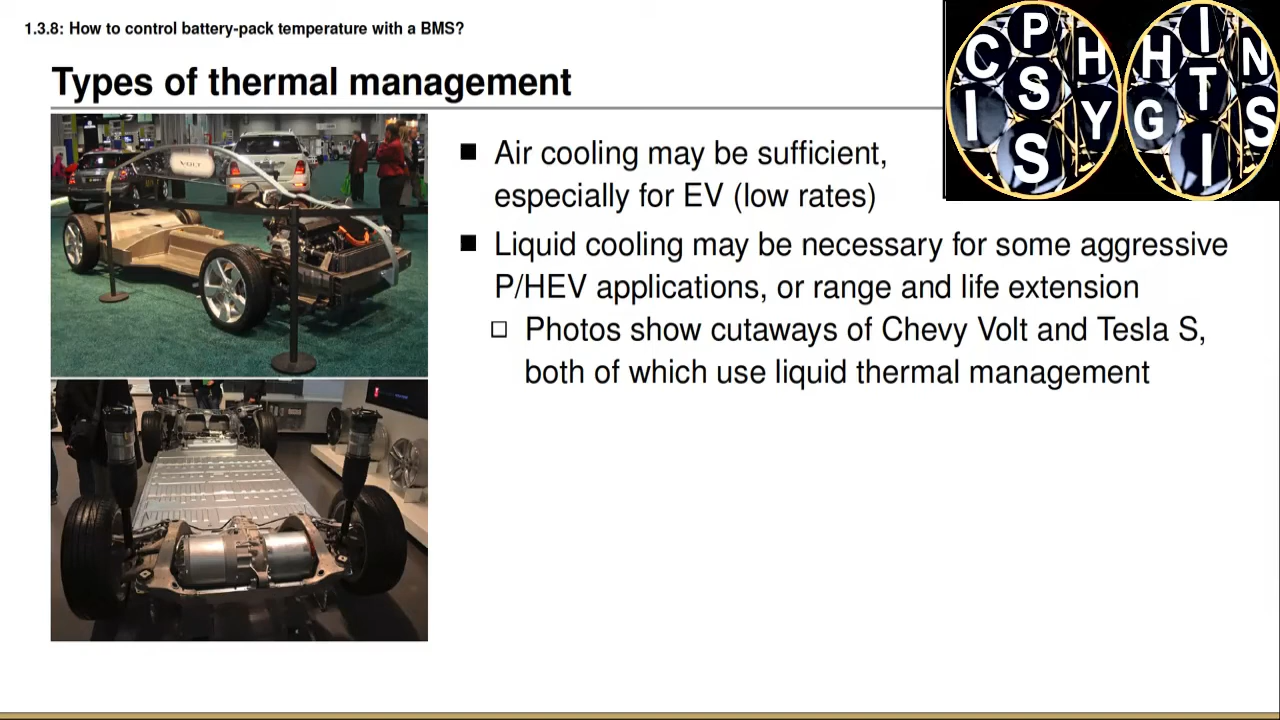 1.3.8: How to control battery-pack temperature with a BMS?
Types of thermal management
Air cooling may be sufficient,
especially for EV (low rates)
Liquid cooling may be necessary for some aggressive
P/HEV applications, or range and life extension
Photos show cutaways of Chevy Volt and Tesla S,
both of which use liquid thermal management
VOLT
C P H
S
I Y
S
H I N
T
G S
I